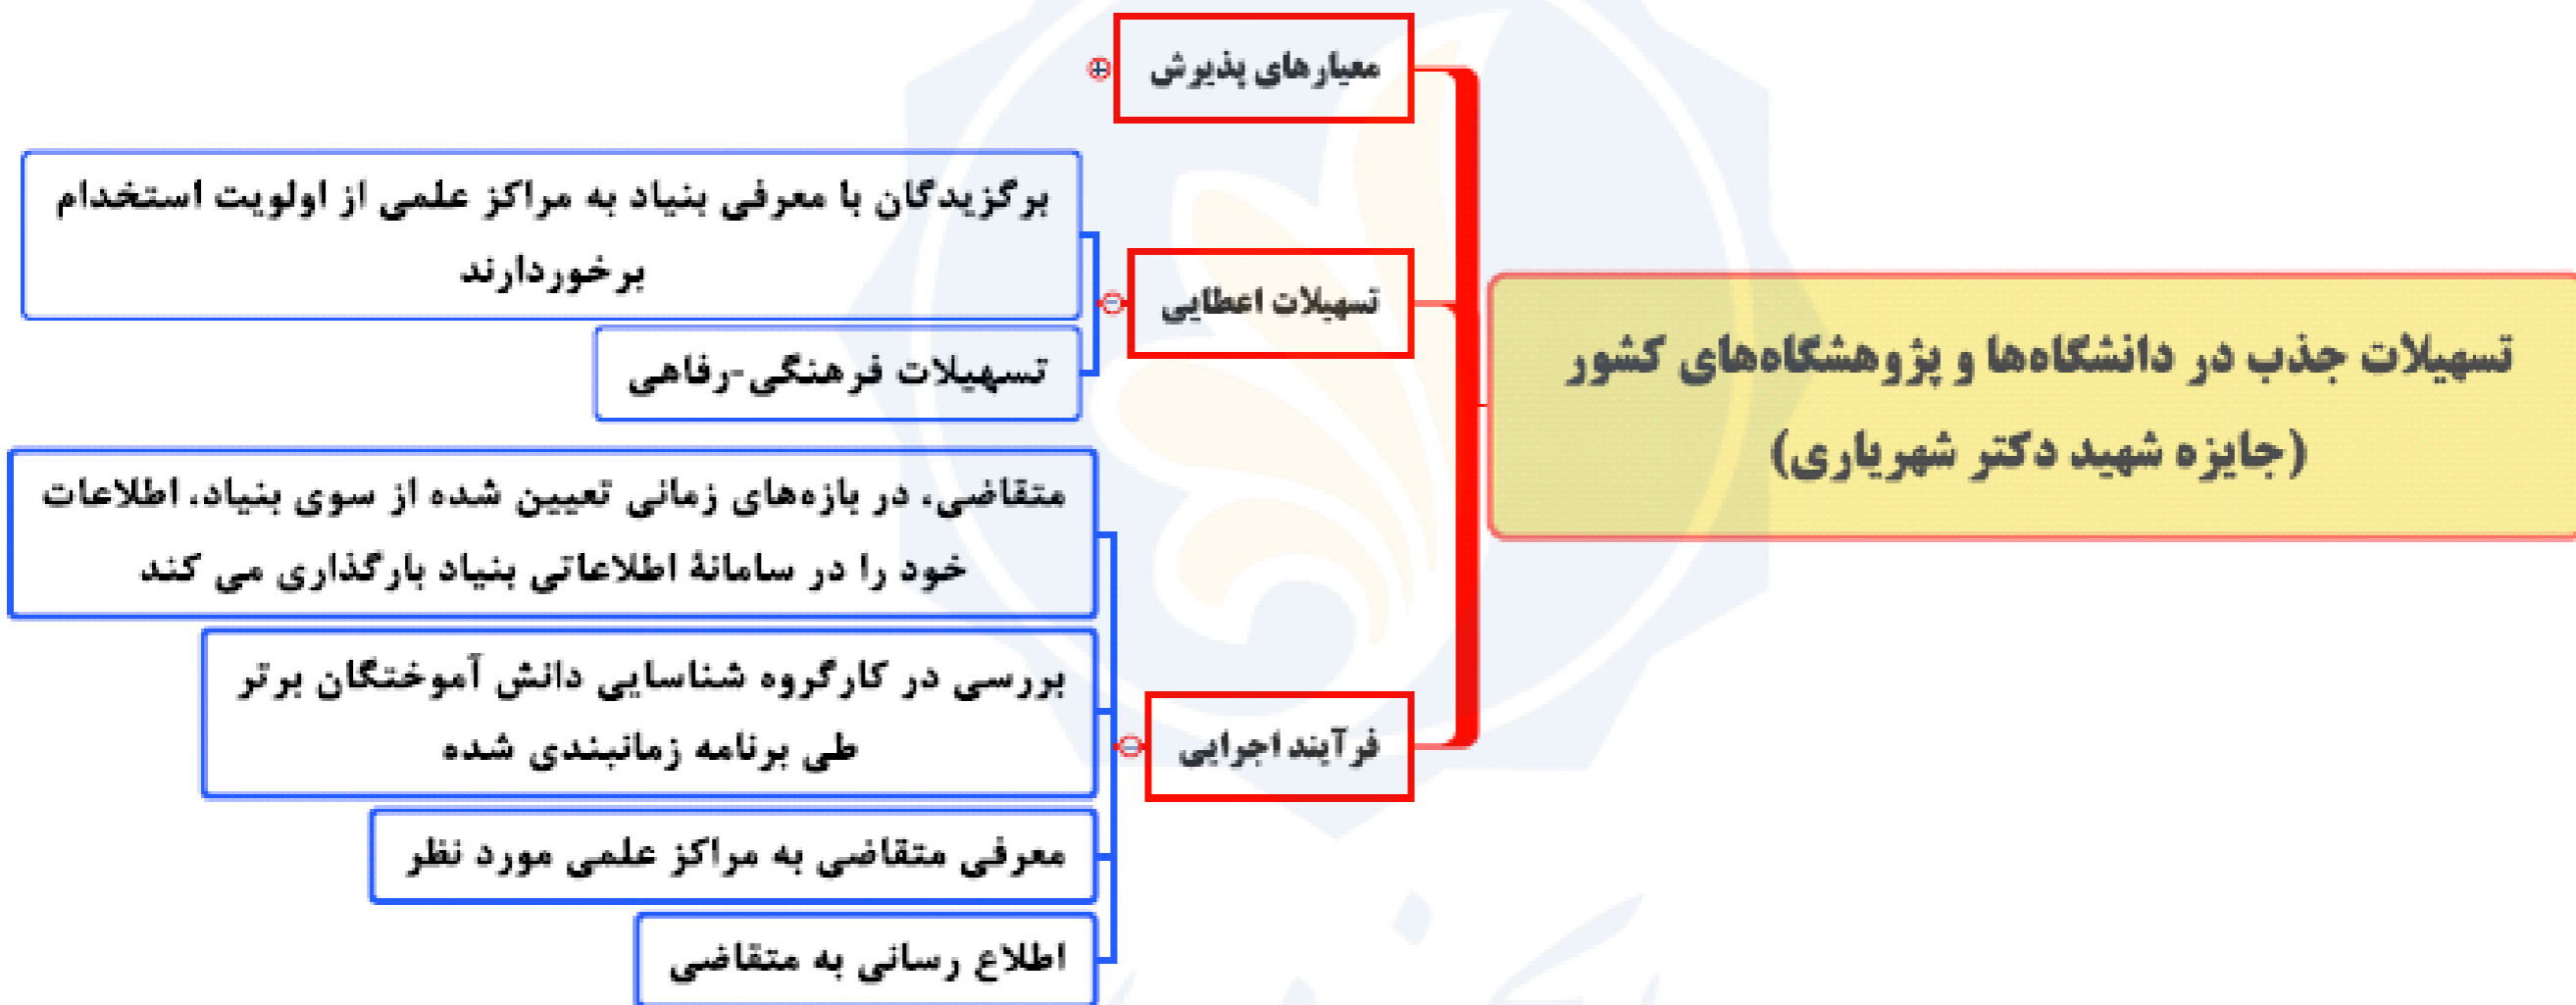 تسهیلات جذب در دانشگاه‌ها و پژوهشگاه‌های کشور
(جایزه شهید دکتر شهریاری)
معیارهای پذیرش
تسهیلات اعطایی
برگزیدگان با معرفی بنیاد به مراکز علمی از اولویت استخدام
برخوردارند
تسهیلات فرهنگی-رفاهی
فرآیند اجرایی
متقاضی، در بازه‌های زمانی تعیین شده از سوی بنیاد، اطلاعات
خود را در سامانهٔ اطلاعاتی بنیاد بارگذاری می کند
بررسی در کارگروه شناسایی دانش آموختگان برتر
طی برنامه زمانبندی شده
معرفی متقاضی به مراکز علمی مورد نظر
اطلاع رسانی به متقاضی